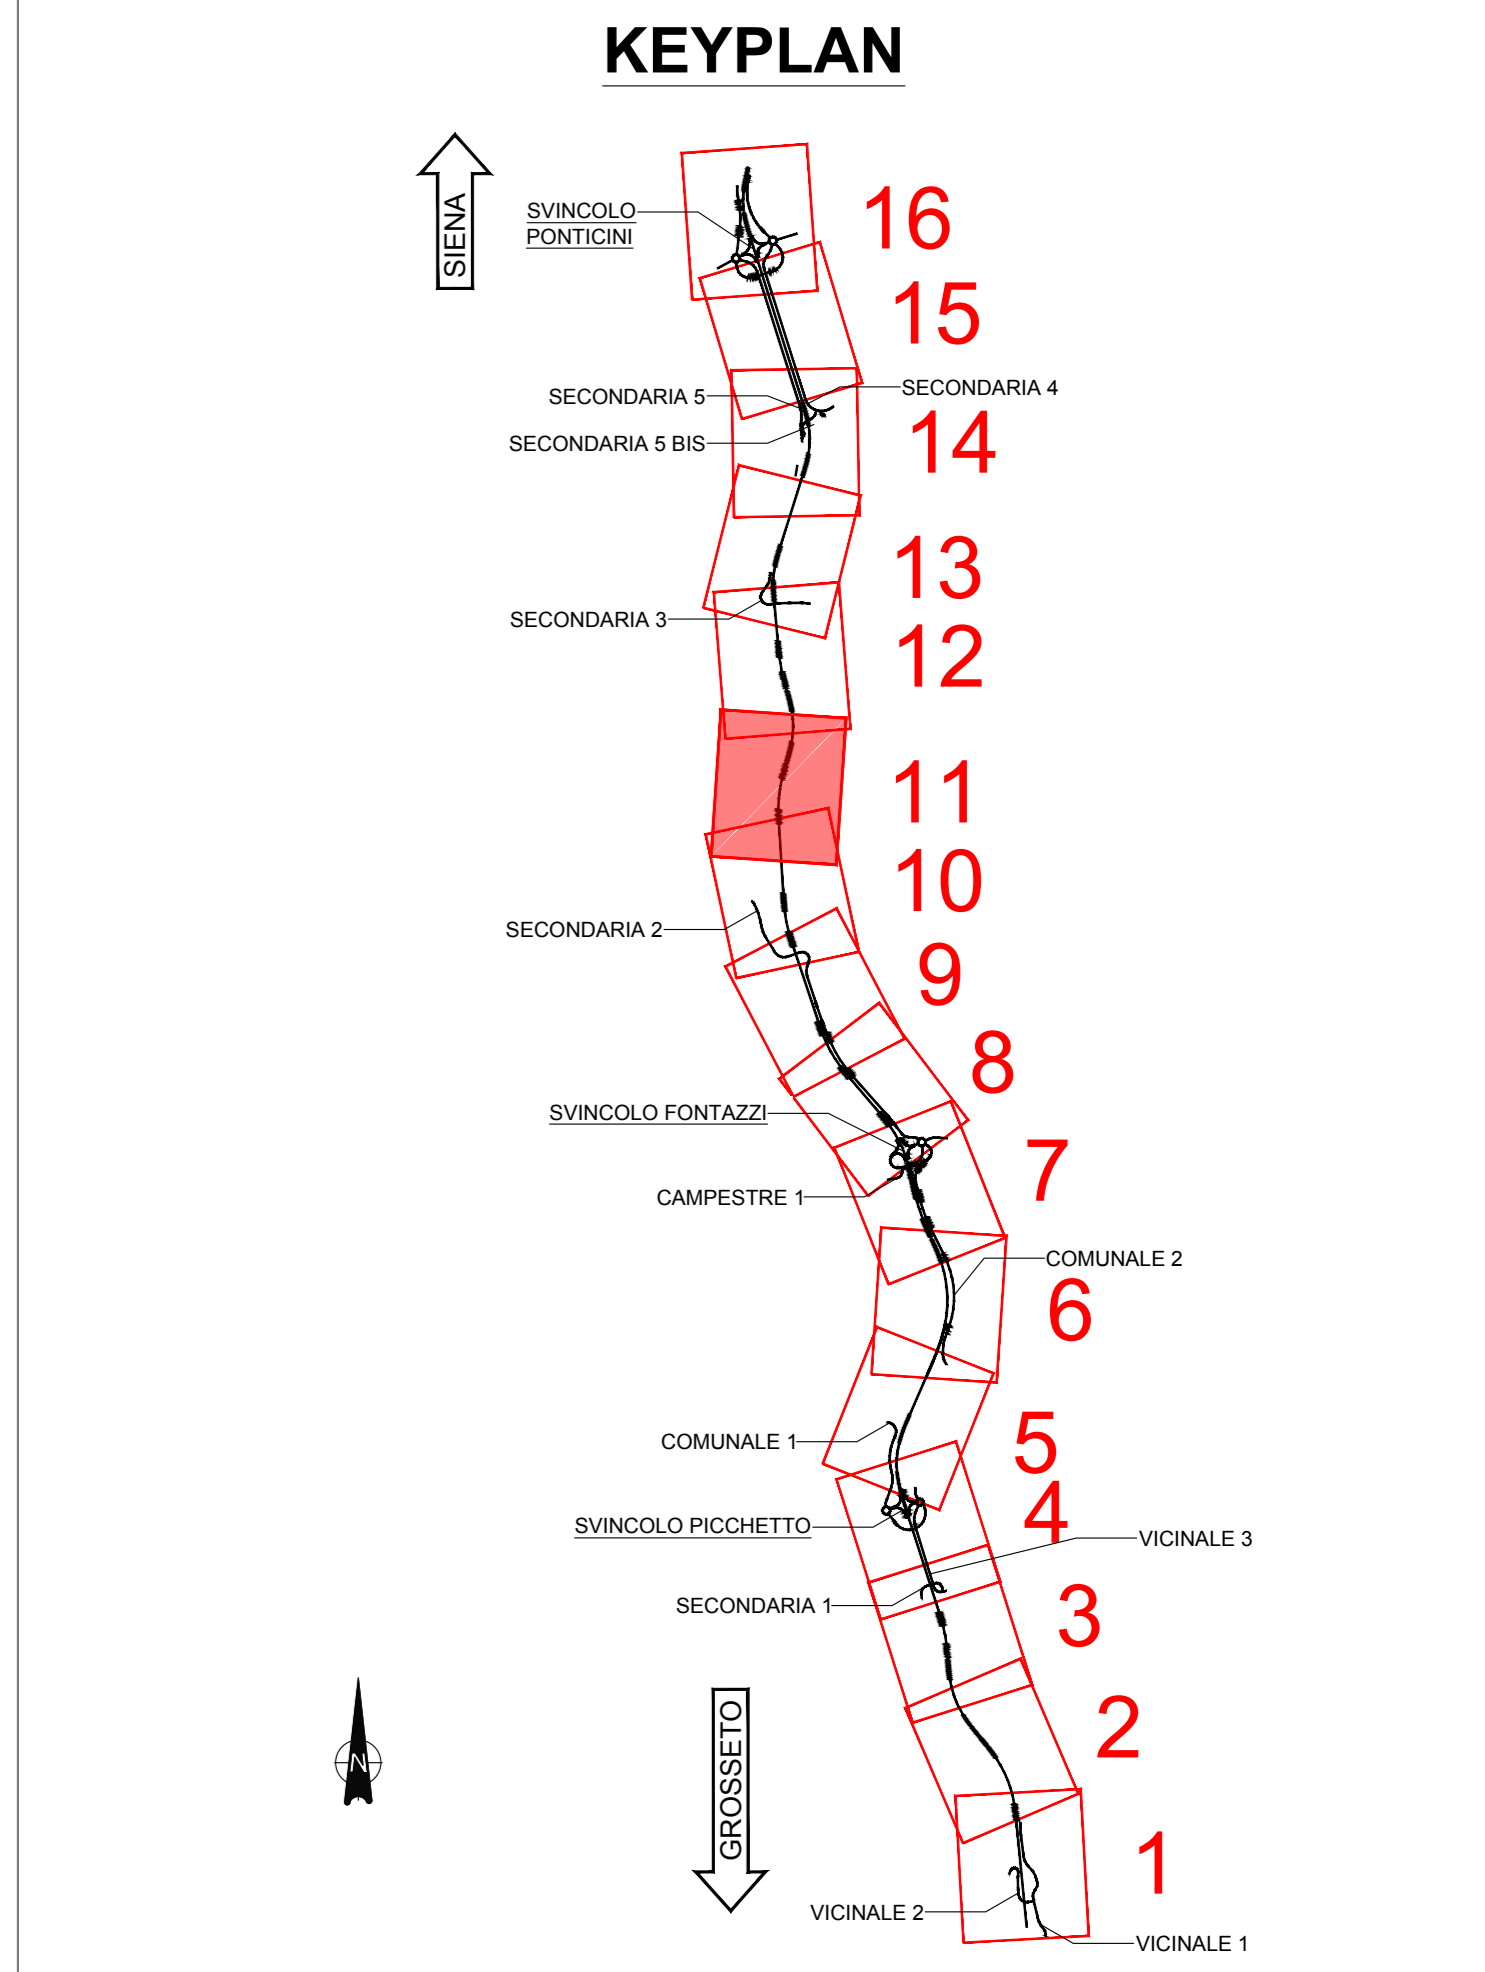 KEYPLAN
SIENA
SVINCOLO
PONTICINI
16
15
SECONDARIA 5
SECONDARIA 4
14
SECONDARIA 5 BIS
13
SECONDARIA 3
12
11
10
SECONDARIA 2
9
8
SVINCOLO FONTAZZI
7
CAMPESTRE 1
COMUNALE 2
6
COMUNALE 1
5
4
SVINCOLO PICCHETTO
VICINALE 3
SECONDARIA 1
3
2
GROSSETO
N
1
VICINALE 2
VICINALE 1